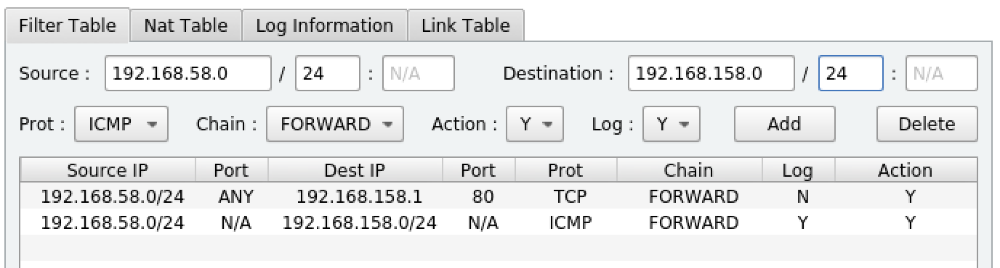 Filter Table Nat Table Log Information Link Table
Source : 192.168.58.0 / 24 : N/A Destination : 192.168.158.0 / 24 : N/A
Prot : ICMP Chain : FORWARD Action : Y Log : Y Add Delete
Source IP Port Dest IP Port Prot Chain Log Action
192.168.58.0/24 ANY 192.168.158.1 80 TCP FORWARD N Y
192.168.58.0/24 N/A 192.168.158.0/24 N/A ICMP FORWARD Y Y